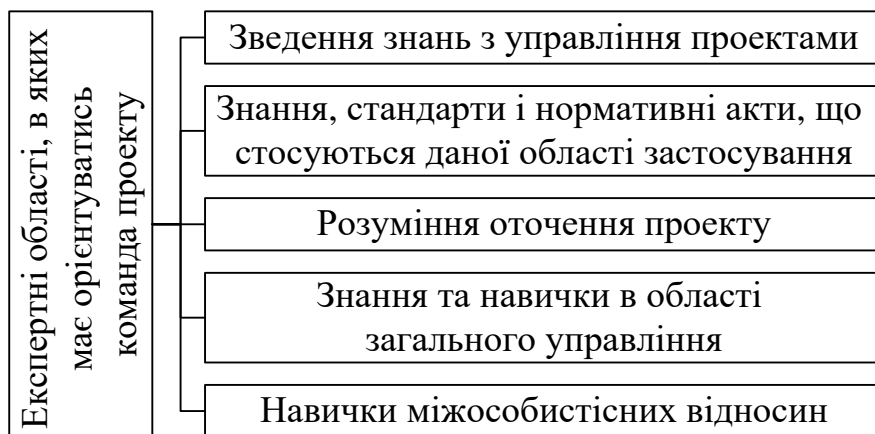 Експертні області, в яких
має орієнтуватись
команда проекту
Зведення знань з управління проектами
Знання, стандарти і нормативні акти, що
стосуються даної області застосування
Розуміння оточення проекту
Знання та навички в області
загального управління
Навички міжособистісних відносин